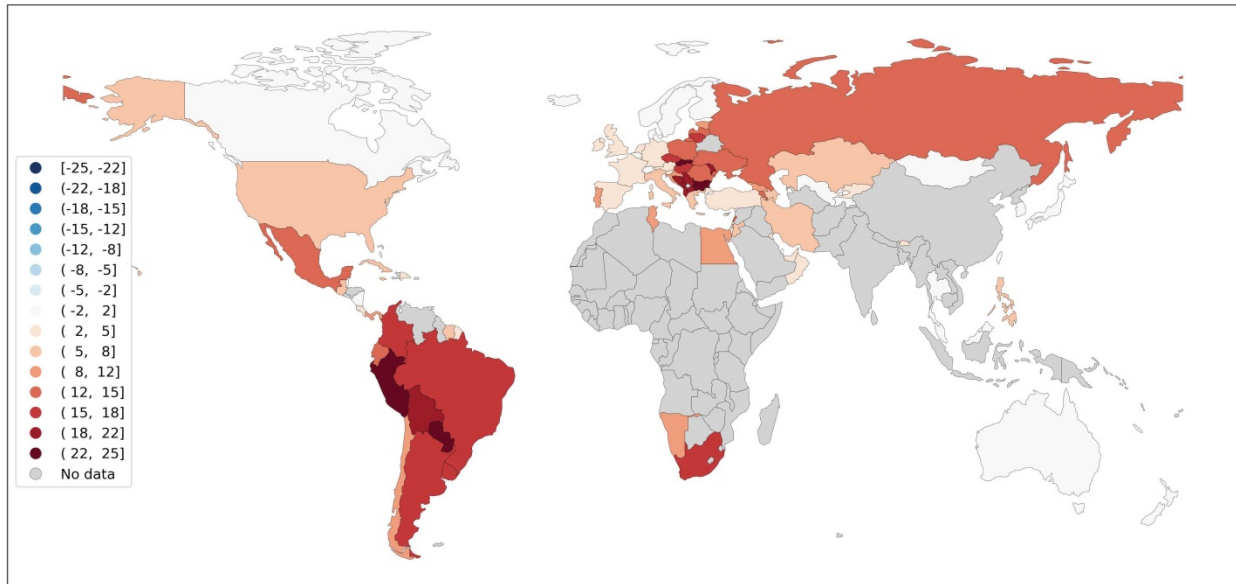 [-25, -22]
(-22, -18]
(-18, -15]
(-15, -12]
(-12, -8]
(-8, -5]
(-5, -2]
(-2, 2]
( 2, 5]
( 5, 8]
( 8, 12]
( 12, 15]
( 15, 18]
( 18, 22]
( 22, 25]
No data